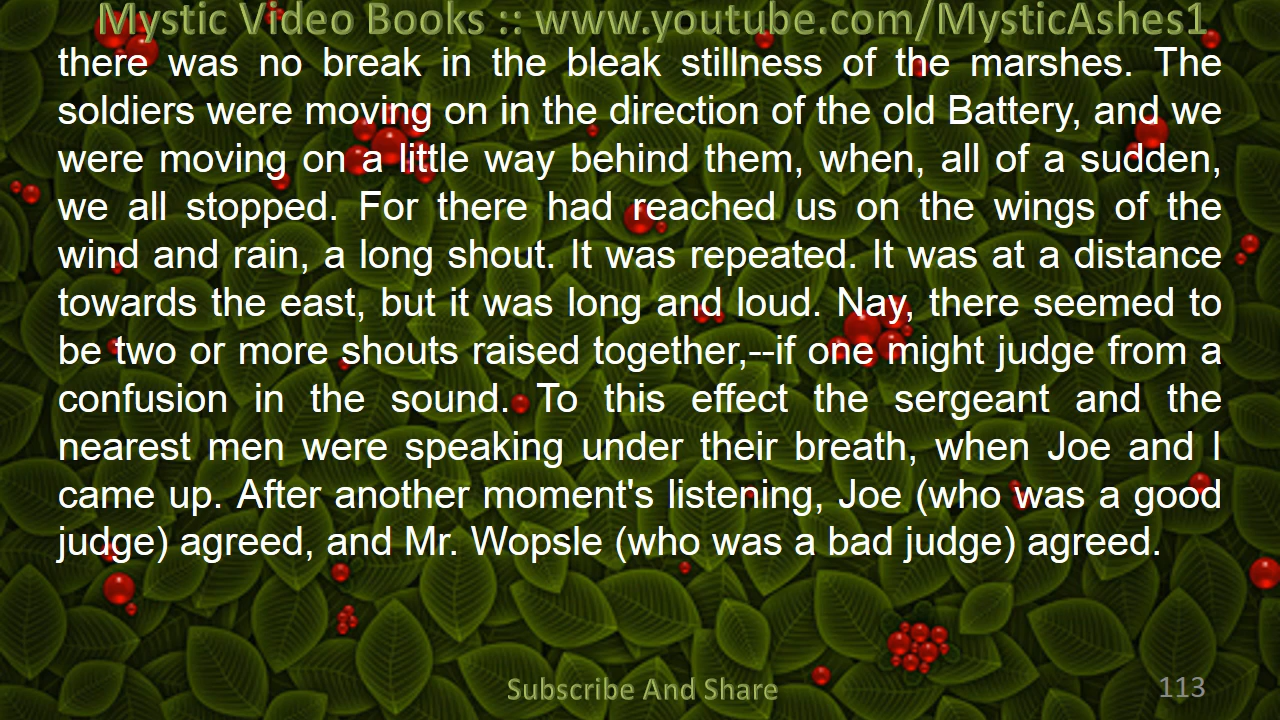 Mystic Video Books :: www.youtube.com/MysticAshes1
there was no break in the bleak stillness of the marshes. The
soldiers were moving on in the direction of the old Battery, and we
were moving on a little way behind them, when, all of a sudden,
we all stopped. For there had reached us on the wings of the
wind and rain, a long shout. It was repeated. It was at a distance
towards the east, but it was long and loud. Nay, there seemed to
be two or more shouts raised together,--if one might judge from a
confusion in the sound. To this effect the sergeant and the
nearest men were speaking under their breath, when Joe and I
came up. After another moment's listening, Joe (who was a good
judge) agreed, and Mr. Wopsle (who was a bad judge) agreed.
Subscribe And Share
113